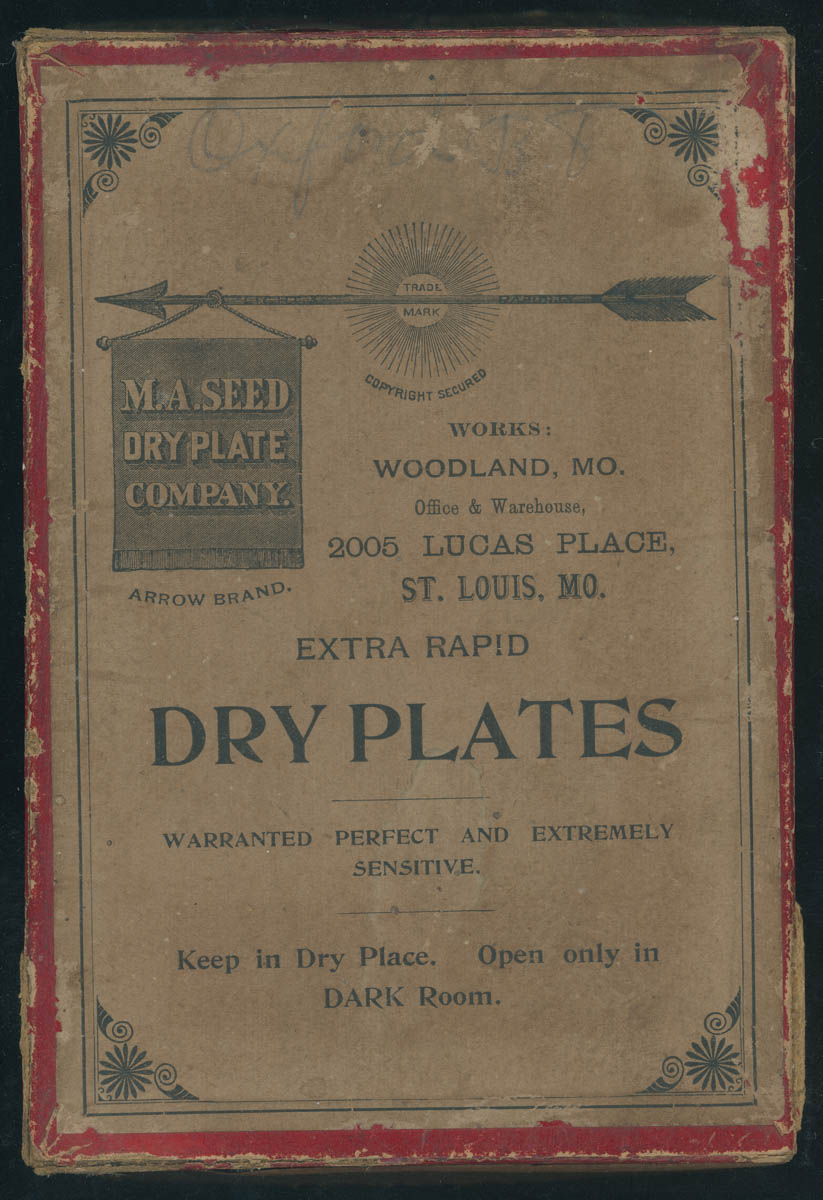 Oxford
TRADE
MARK
COPYRIGHT SECURED
M.A. SEED
DRY PLATE
COMPANY.
ARROW BRAND.
WORKS:
WOODLAND, MO.
Office & Warehouse,
2005 LUCAS PLACE,
ST. LOUIS, MO.
EXTRA RAPID
DRY PLATES
WARRANTED PERFECT AND EXTREMELY
SENSITIVE.
Keep in Dry Place. Open only in
DARK Room.